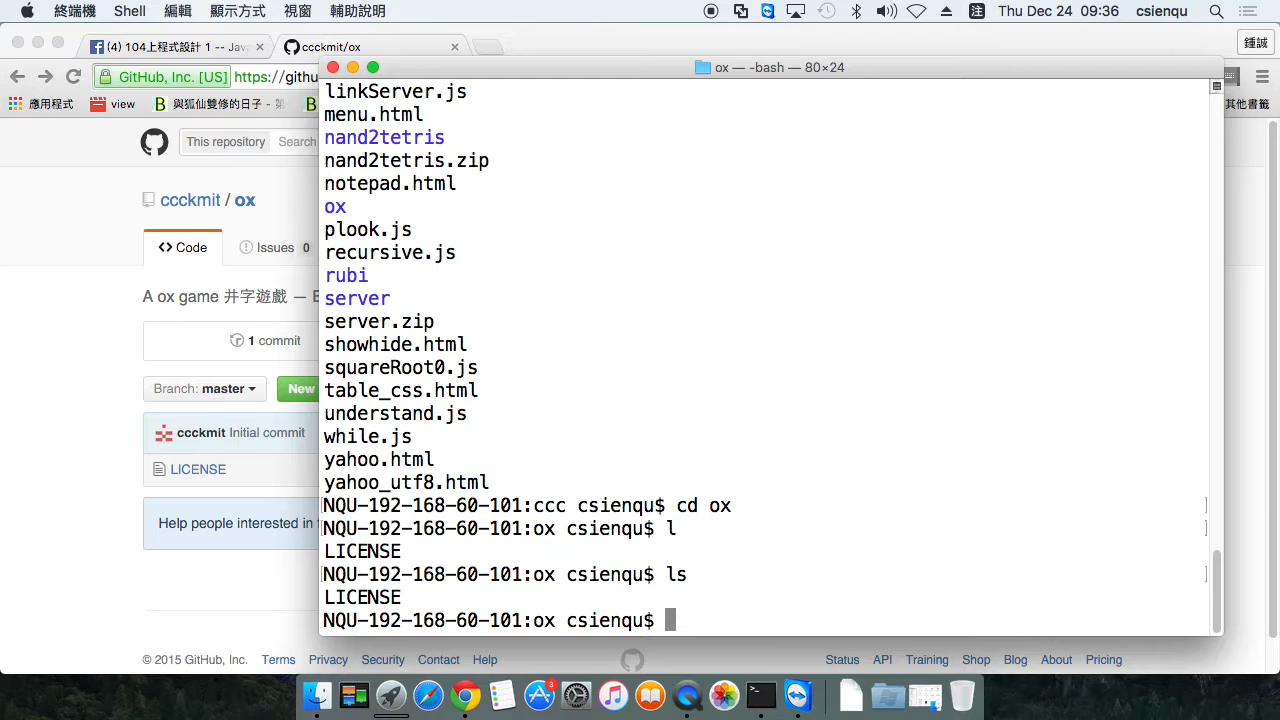 終端機 Shell 編輯 顯示方式 視窗 輔助說明 注 Thu Dec 24 09:36 csienqu
(4) 104上程式設計 1 -- Jav
ccckmit/ox
鍾誠
ox — -bash — 80×24
GitHub, Inc. [US] https://githu
應用程式 view 與狐仙雙修的日子 - 第 其他書籤
linkServer.js
menu.html
nand2tetris
nand2tetris.zip
notepad.html
ox
plook.js
recursive.js
rubi
server
server.zip
showhide.html
squareRoot0.js
table_css.html
understand.js
while.js
yahoo.html
yahoo_utf8.html
NQU-192-168-60-101:ccc csienqu$ cd ox
NQU-192-168-60-101:ox csienqu$ l
LICENSE
NQU-192-168-60-101:ox csienqu$ ls
LICENSE
NQU-192-168-60-101:ox csienqu$
This repository Search
ccckmit / ox
Code Issues 0
A ox game 井字遊戲 — E
1 commit
Branch: master New
ccckmit Initial commit
LICENSE
Help people interested in
© 2015 GitHub, Inc. Terms Privacy Security Contact Help Status API Training Shop Blog About Pricing
3